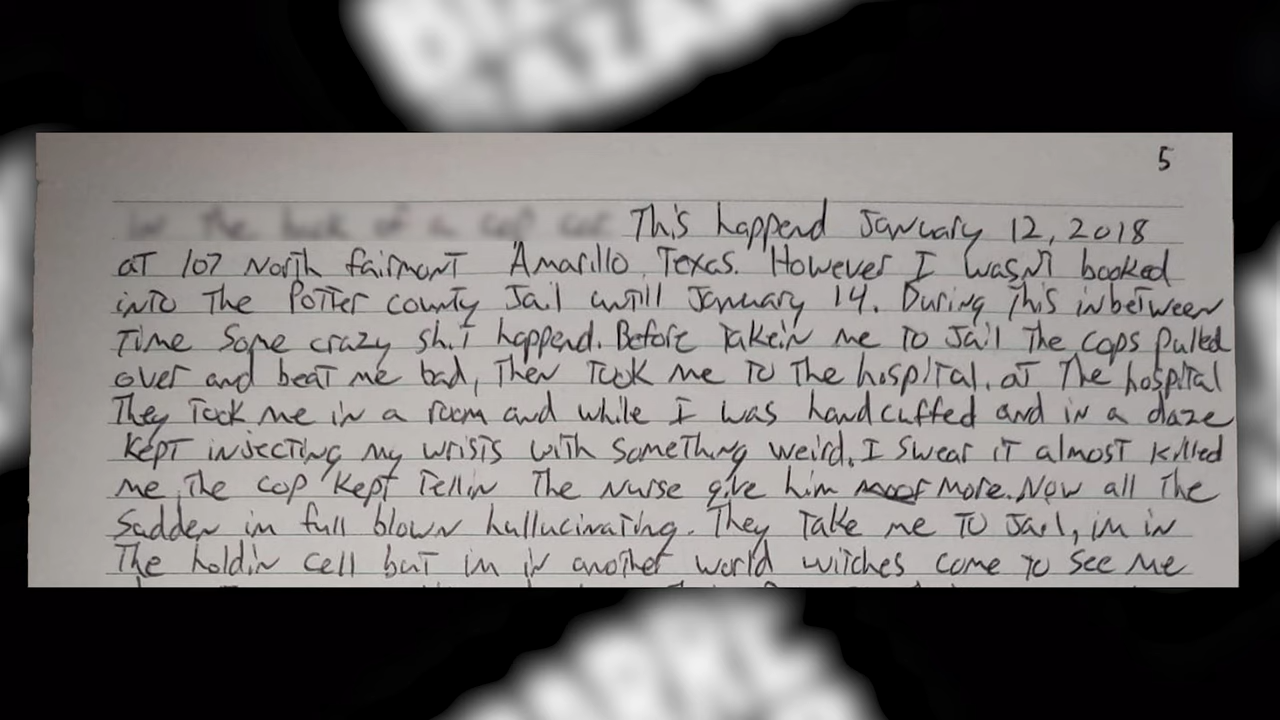 5
This happend January 12, 2018
at 107 North fairmont Amarillo, Texas. However I wasnt booked
into The Potter county Jail untill January 14. During This inbetween
Time Some crazy sh.t happend. Before Takein me To Jail The cops pulled
over and beat me bad, Then Took me To The hospital. at The hospital
They Took me in a room and while I was handcuffed and in a daze
kept injecting my wrists with something weird. I swear it almost killed
me. The cop kept Tellin The nurse give him more. Now all The
Sudden im full blown hallucinating. They Take me To Jail, im in
The holdin cell but im in another world witches come To see me